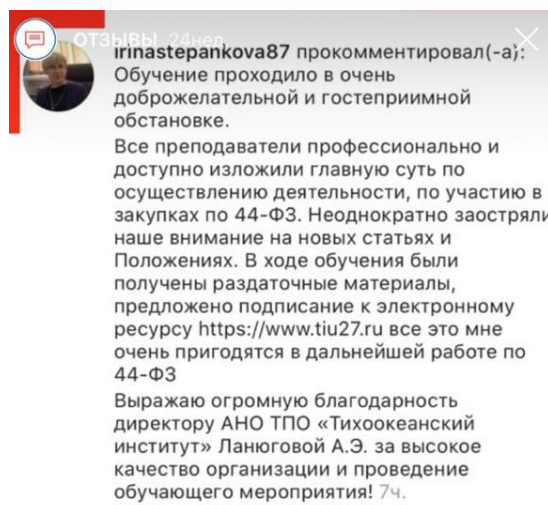 ОТЗЫВЫ 24нед.
irinastepankova87 прокомментировал(-а):
Обучение проходило в очень
доброжелательной и гостеприимной
обстановке.
Все преподаватели профессионально и
доступно изложили главную суть по
осуществлению деятельности, по участию в
закупках по 44-ФЗ. Неоднократно заостряли
наше внимание на новых статьях и
Положениях. В ходе обучения были
получены раздаточные материалы,
предложено подписание к электронному
ресурсу https://www.tiu27.ru все это мне
очень пригодятся в дальнейшей работе по
44-ФЗ
Выражаю огромную благодарность
директору АНО ТПО «Тихоокеанский
институт» Ланюговой А.Э. за высокое
качество организации и проведение
обучающего мероприятия! 7ч.